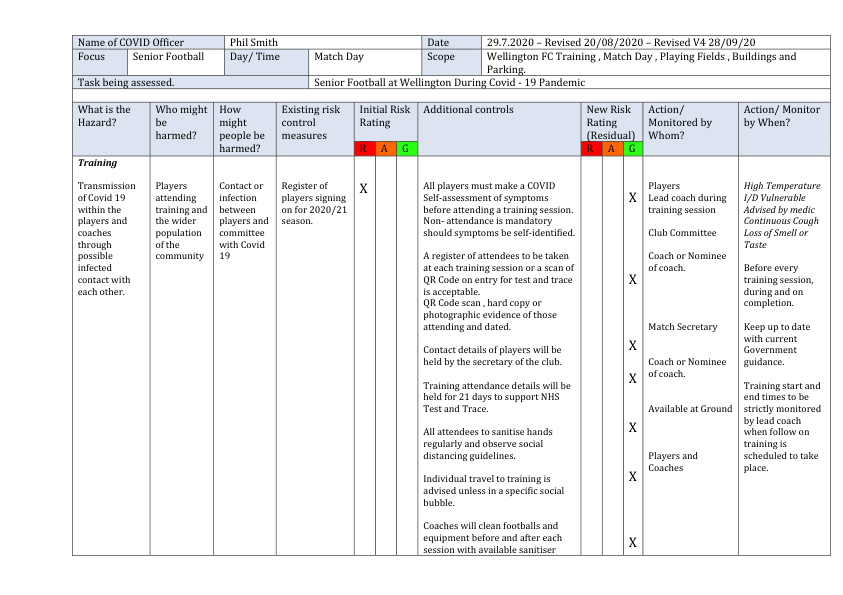 Name of COVID Officer Phil Smith Date 29.7.2020 – Revised 20/08/2020 – Revised V4 28/09/20
Focus Senior Football Day/ Time Match Day Scope Wellington FC Training , Match Day , Playing Fields , Buildings and
Parking.
Task being assessed. Senior Football at Wellington During Covid - 19 Pandemic
What is the
Hazard?
Who might
be
harmed?
How
might
people be
harmed?
Existing risk
control
measures
Initial Risk
Rating
R A G
Additional controls
New Risk
Rating
(Residual)
R A G
Action/
Monitored by
Whom?
Action/ Monitor
by When?
Training
Transmission
of Covid 19
within the
players and
coaches
through
possible
infected
contact with
each other.
Players
attending
training and
the wider
population
of the
community
Contact or
infection
between
players and
committee
with Covid
19
Register of
players signing
on for 2020/21
season.
X
All players must make a COVID
Self-assessment of symptoms
before attending a training session.
Non- attendance is mandatory
should symptoms be self-identified.
A register of attendees to be taken
at each training session or a scan of
QR Code on entry for test and trace
is acceptable.
QR Code scan , hard copy or
photographic evidence of those
attending and dated.
Contact details of players will be
held by the secretary of the club.
Training attendance details will be
held for 21 days to support NHS
Test and Trace.
All attendees to sanitise hands
regularly and observe social
distancing guidelines.
Individual travel to training is
advised unless in a specific social
bubble.
Coaches will clean footballs and
equipment before and after each
session with available sanitiser
X
X
X
X
X
X
X
Players
Lead coach during
training session
Club Committee
Coach or Nominee
of coach.
Match Secretary
Coach or Nominee
of coach.
Available at Ground
Players and
Coaches
High Temperature
I/D Vulnerable
Advised by medic
Continuous Cough
Loss of Smell or
Taste
Before every
training session,
during and on
completion.
Keep up to date
with current
Government
guidance.
Training start and
end times to be
strictly monitored
by lead coach
when follow on
training is
scheduled to take
place.